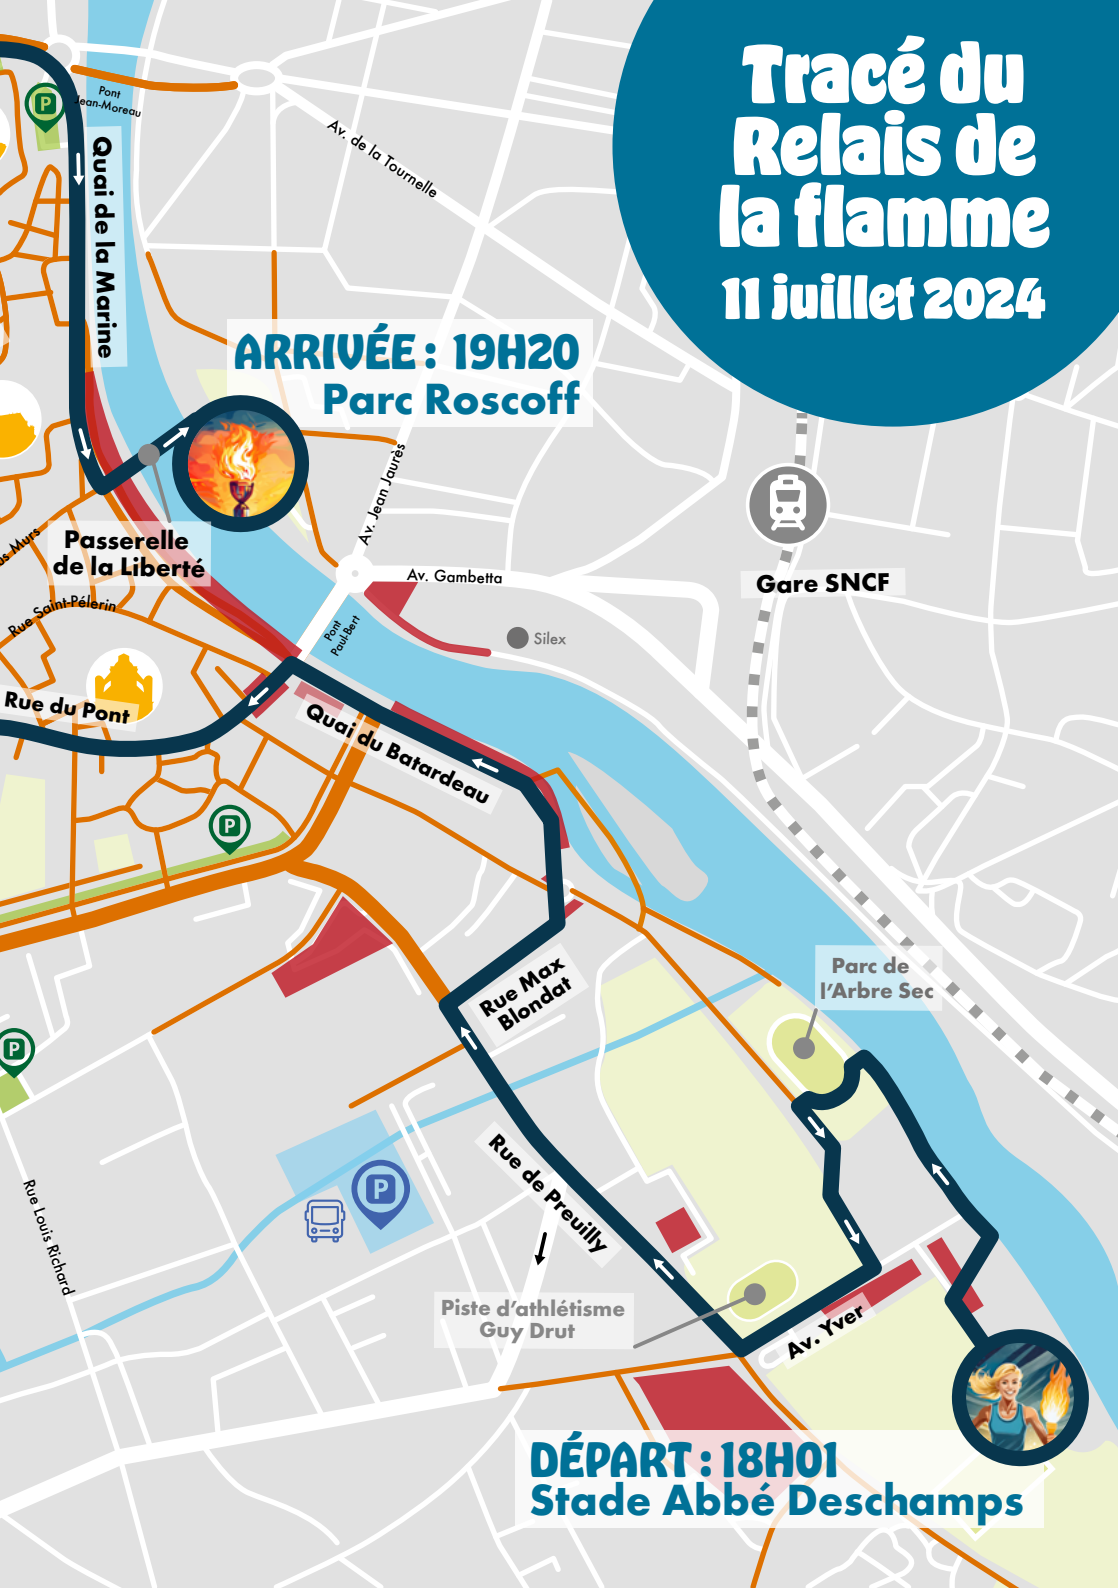 Tracé du
Relais de
la flamme
11 juillet 2024
P
Pont
Jean-Moreau
Av. de la Tournelle
Quai de la Marine
ARRIVÉE : 19H20
Parc Roscoff
Av. Jean Jaurès
Passerelle
de la Liberté
Murs
Av. Gambetta
Gare SNCF
Rue Saint-Pélerin
Pont
Paul-Bert
Silex
Rue du Pont
Quai du Batardeau
P
Parc de
l'Arbre Sec
Rue Max
Blondat
P
Rue de Preuilly
P
Rue Louis Richard
Piste d'athlétisme
Guy Drut
Av. Yver
DÉPART : 18H01
Stade Abbé Deschamps